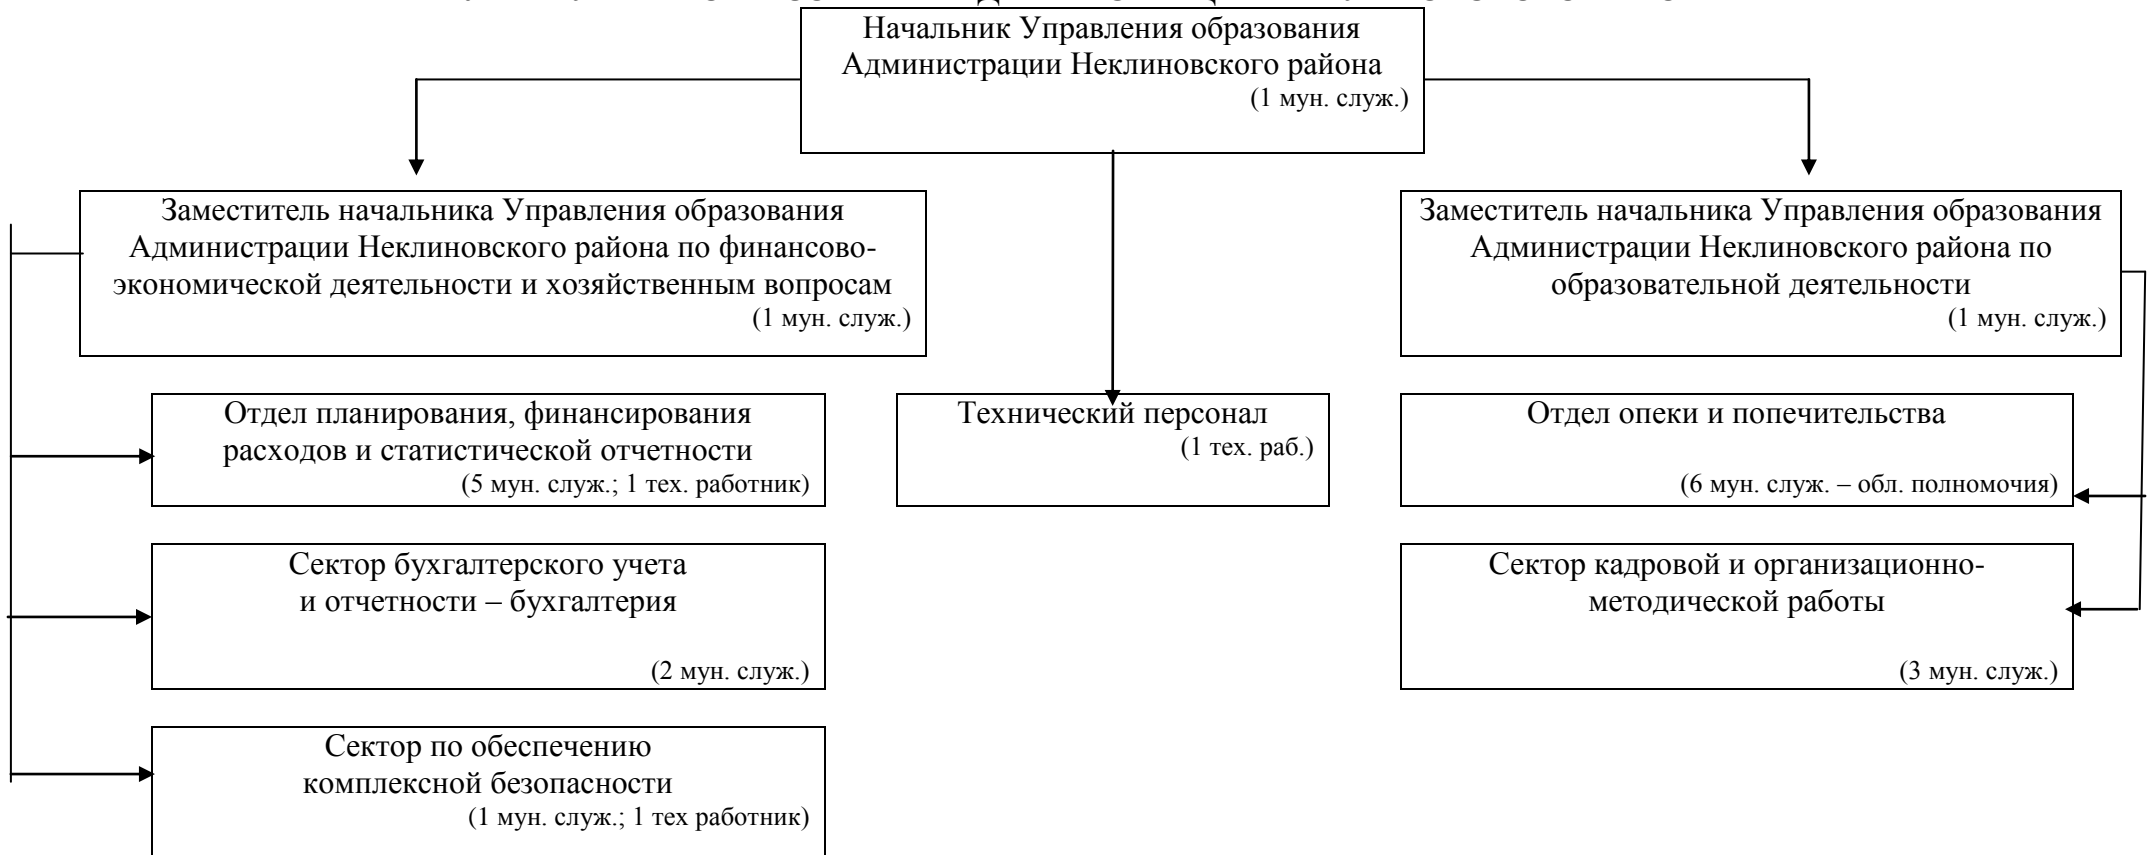 Начальник Управления образования
Администрации Неклиновского района
(1 мун. служ.)
Заместитель начальника Управления образования
Администрации Неклиновского района по финансово-
экономической деятельности и хозяйственным вопросам
(1 мун. служ.)
Заместитель начальника Управления образования
Администрации Неклиновского района по
образовательной деятельности
(1 мун. служ.)
Отдел планирования, финансирования
расходов и статистической отчетности
(5 мун. служ.; 1 тех. работник)
Технический персонал
(1 тех. раб.)
Отдел опеки и попечительства
(6 мун. служ. – обл. полномочия)
Сектор бухгалтерского учета
и отчетности – бухгалтерия
(2 мун. служ.)
Сектор кадровой и организационно-
методической работы
(3 мун. служ.)
Сектор по обеспечению
комплексной безопасности
(1 мун. служ.; 1 тех работник)